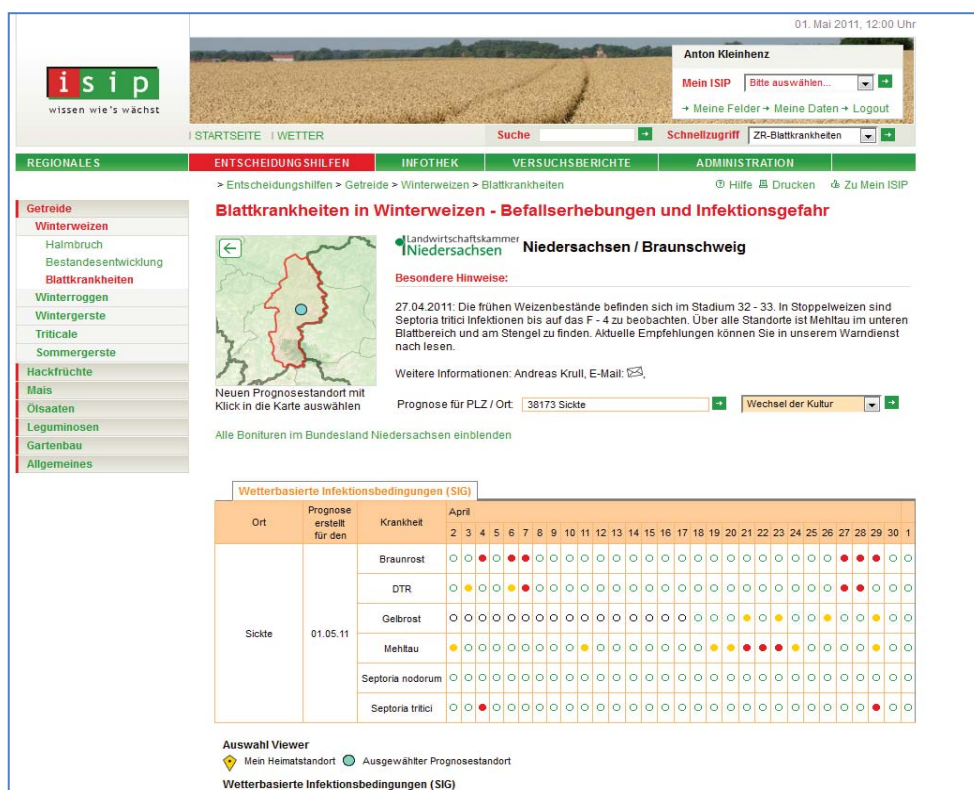 01. Mai 2011, 12:00 Uhr
isip
wissen wie's wächst
Anton Kleinhenz
Mein ISIP Bitte auswählen...
Meine Felder Meine Daten Logout
STARTSEITE WETTER
Suche
Schnellzugriff ZR-Blattkrankheiten
REGIONALES ENTSCHEIDUNGSHILFEN INFOTHEK VERSUCHSBERICHTE ADMINISTRATION
> Entscheidungshilfen > Getreide > Winterweizen > Blattkrankheiten
Hilfe Drucken Zu Mein ISIP
Getreide
Winterweizen
Halmbruch
Bestandesentwicklung
Blattkrankheiten
Winterroggen
Wintergerste
Triticale
Sommergerste
Hackfrüchte
Mais
Ölsaaten
Leguminosen
Gartenbau
Allgemeines
Blattkrankheiten in Winterweizen - Befallserhebungen und Infektionsgefahr
Landwirtschaftskammer
Niedersachsen
Niedersachsen / Braunschweig
Besondere Hinweise:
27.04.2011: Die frühen Weizenbestände befinden sich im Stadium 32 - 33. In Stoppelweizen sind
Septoria tritici Infektionen bis auf das F - 4 zu beobachten. Über alle Standorte ist Mehltau im unteren
Blattbereich und am Stengel zu finden. Aktuelle Empfehlungen können Sie in unserem Warndienst
nach lesen.
Weitere Informationen: Andreas Krull, E-Mail: ,
Neuen Prognosestandort mit
Klick in die Karte auswählen
Prognose für PLZ / Ort: 38173 Sickte
Wechsel der Kultur
Alle Bonituren im Bundesland Niedersachsen einblenden
Wetterbasierte Infektionsbedingungen (SIG)
Ort
Prognose
erstellt
für den
Krankheit
April
2 3 4 5 6 7 8 9 10 11 12 13 14 15 16 17 18 19 20 21 22 23 24 25 26 27 28 29 30 1
Sickte
01.05.11
Braunrost
DTR
Gelbrost
Mehltau
Septoria nodorum
Septoria tritici
Auswahl Viewer
Mein Heimatstandort Ausgewählter Prognosestandort
Wetterbasierte Infektionsbedingungen (SIG)